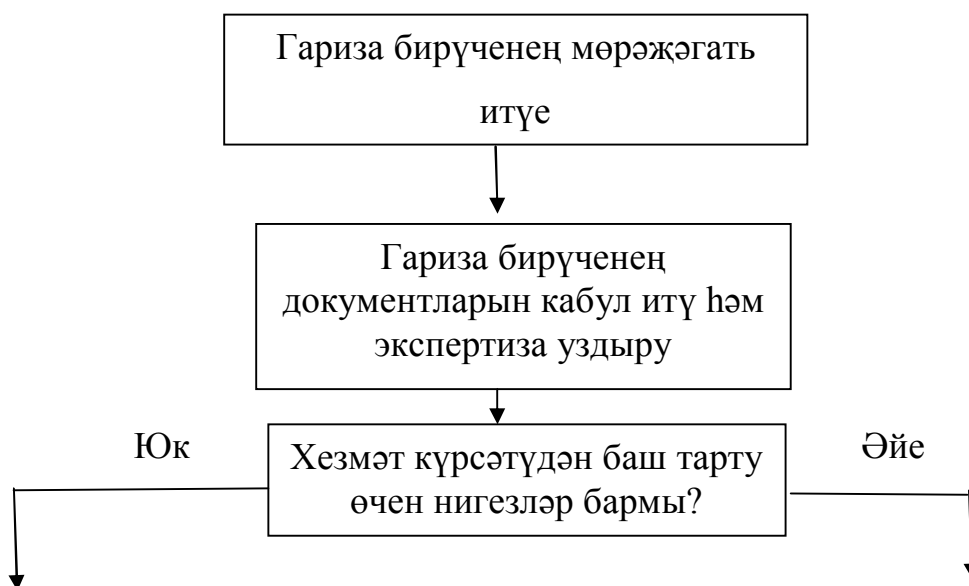 Гариза бирүченең мөрәҗәгать
итүе
Гариза бирүченең
документларын кабул итү һәм
экспертиза уздыру
Юк
Хезмәт күрсәтүдән баш тарту
өчен нигезләр бармы?
Әйе